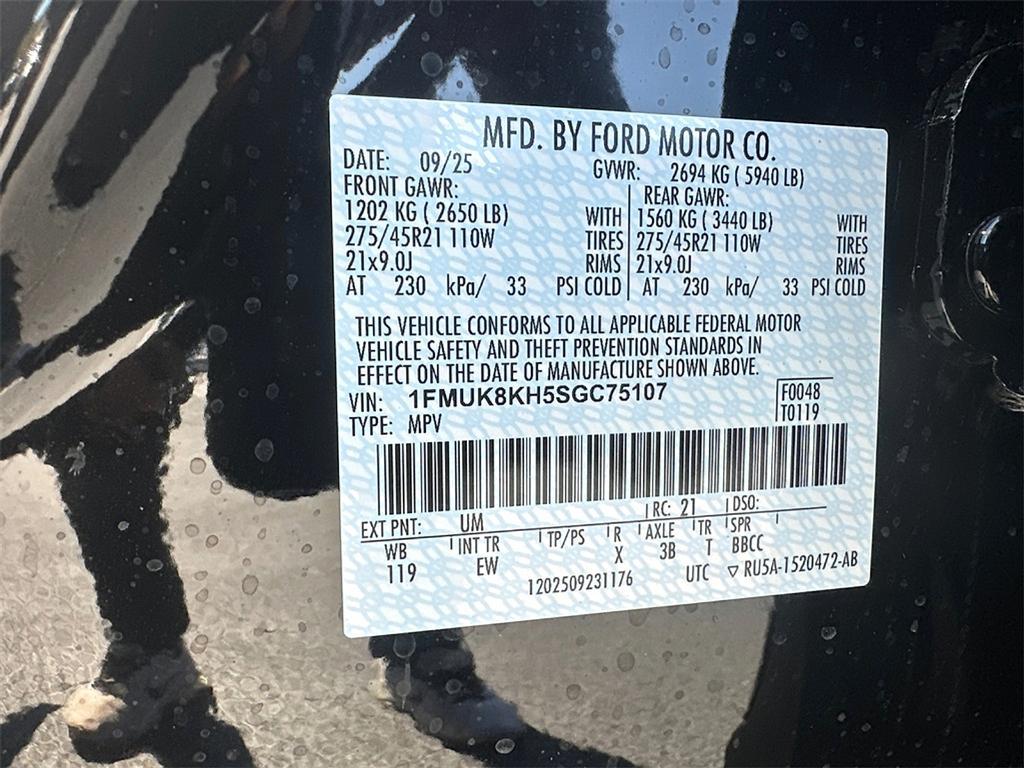 MFD. BY FORD MOTOR CO.
DATE: 09/25 GVWR: 2694 KG ( 5940 LB)
FRONT GAWR: REAR GAWR:
1202 KG ( 2650 LB) WITH 1560 KG ( 3440 LB) WITH
275/45R21 110W TIRES 275/45R21 110W TIRES
21x9.0J RIMS 21x9.0J RIMS
AT 230 kPa/ 33 PSI COLD AT 230 kPa/ 33 PSI COLD
THIS VEHICLE CONFORMS TO ALL APPLICABLE FEDERAL MOTOR
VEHICLE SAFETY AND THEFT PREVENTION STANDARDS IN
EFFECT ON THE DATE OF MANUFACTURE SHOWN ABOVE.
VIN: 1FMUK8KH5SGC75107 F0048
TYPE: MPV T0119
EXT PNT: UM RC: 21 DSO:
WB INT TR TP/PS R AXLE TR SPR
119 EW X 3B T BBCC
1202509231176 UTC ▽ RU5A-1520472-AB